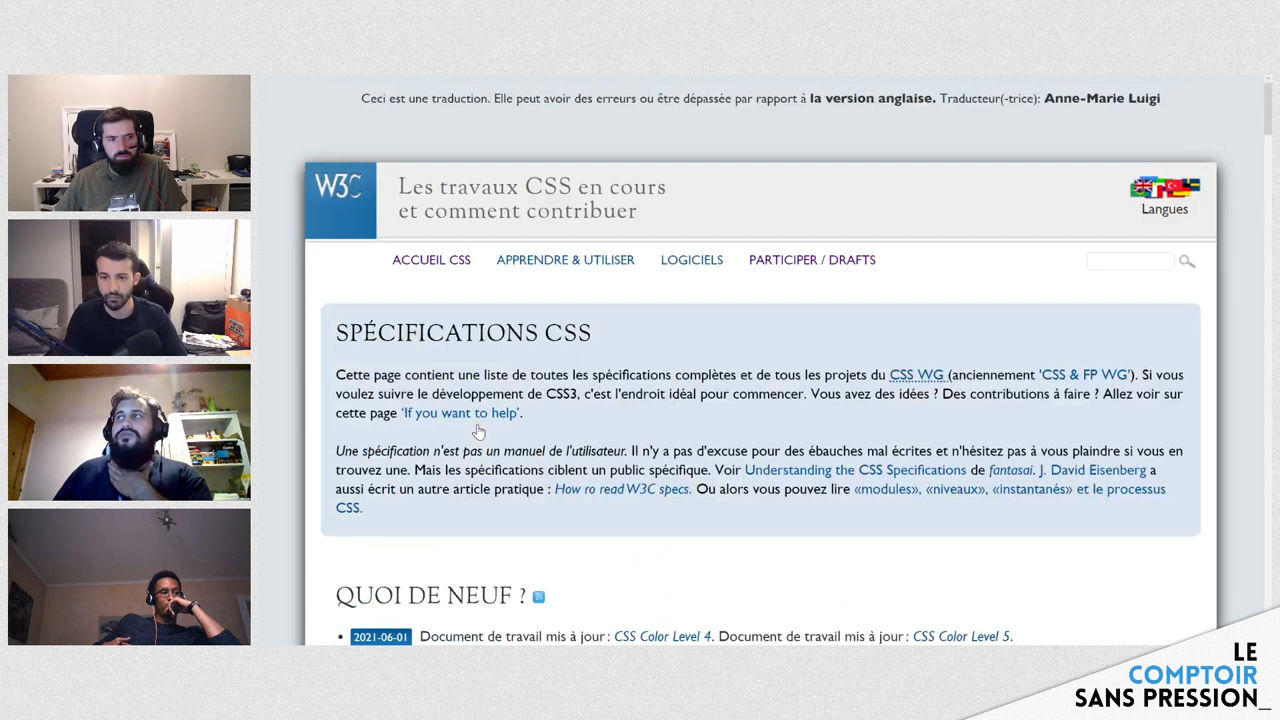 Ceci est une traduction. Elle peut avoir des erreurs ou être dépassée par rapport à la version anglaise. Traducteur(-trice): Anne-Marie Luigi
W3C
Les travaux CSS en cours
et comment contribuer
Langues
ACCUEIL CSS APPRENDRE & UTILISER LOGICIELS PARTICIPER / DRAFTS
SPÉCIFICATIONS CSS
Cette page contient une liste de toutes les spécifications complètes et de tous les projets du CSS WG (anciennement 'CSS & FP WG'). Si vous
voulez suivre le développement de CSS3, c'est l'endroit idéal pour commencer. Vous avez des idées ? Des contributions à faire ? Allez voir sur
cette page ‘If you want to help’.
Une spécification n'est pas un manuel de l'utilisateur. Il n'y a pas d'excuse pour des ébauches mal écrites et n'hésitez pas à vous plaindre si vous en
trouvez une. Mais les spécifications ciblent un public spécifique. Voir Understanding the CSS Specifications de fantasai. J. David Eisenberg a
aussi écrit un autre article pratique : How ro read W3C specs. Ou alors vous pouvez lire «modules», «niveaux», «instantanés» et le processus
CSS.
QUOI DE NEUF ?
• 2021-06-01 Document de travail mis à jour : CSS Color Level 4. Document de travail mis à jour : CSS Color Level 5.
LE
COMPTOIR
SANS PRESSION_